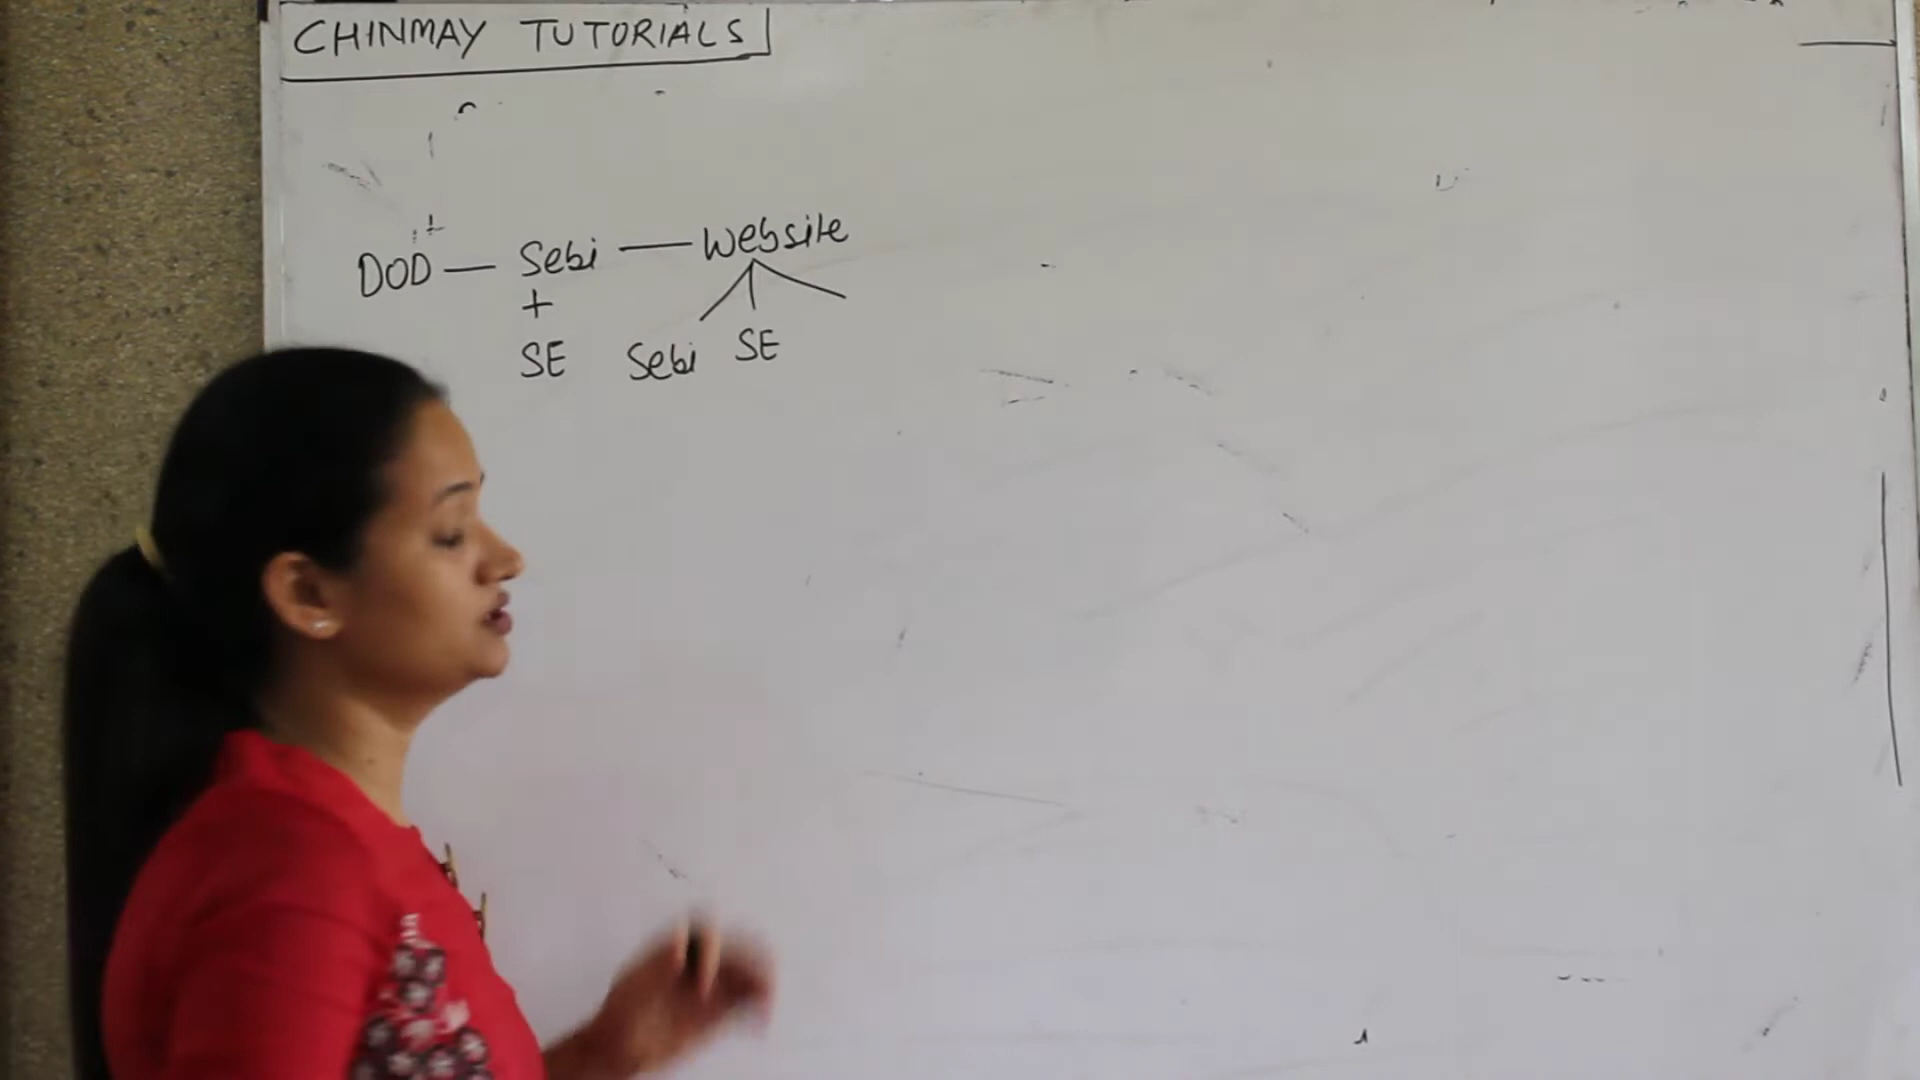 CHINMAY TUTORIALS
DOD — Sebi — Website
+
SE Sebi SE